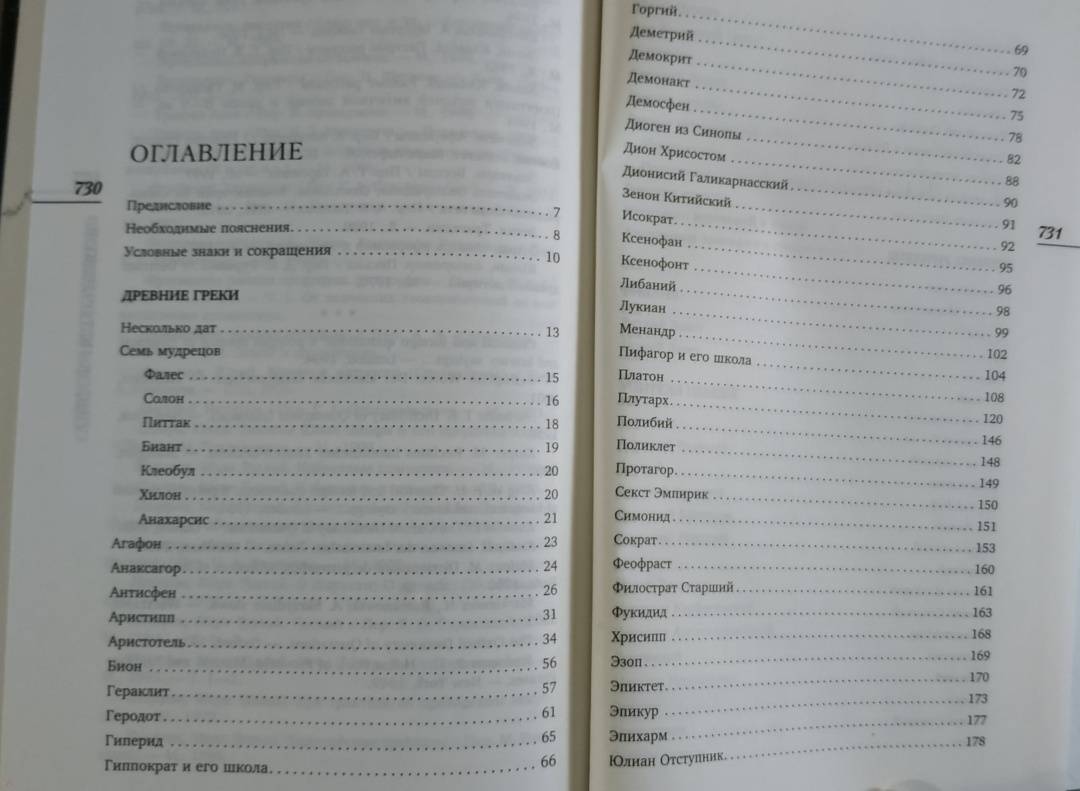 730
ОГЛАВЛЕНИЕ
Предисловие 7
Необходимые пояснения 8
Условные знаки и сокращения 10
ДРЕВНИЕ ГРЕКИ
Несколько дат 13
Семь мудрецов
Фалес 15
Солон 16
Питтак 18
Биант 19
Клеобул 20
Хилон 20
Анахарсис 21
Агафон 23
Анаксагор 24
Антисфен 26
Аристипп 31
Аристотель 34
Бион 56
Гераклит 57
Геродот 61
Гиперид 65
Гиппократ и его школа 66
Горгий 69
Деметрий 70
Демокрит 72
Демонакт 75
Демосфен 78
Диоген из Синопы 82
Дион Хрисостом 88
Дионисий Галикарнасский 90
Зенон Китийский 91
Исократ 92
Ксенофан 95
Ксенофонт 96
Либаний 98
Лукиан 99
Менандр 102
Пифагор и его школа 104
Платон 108
Плутарх 120
Полибий 146
Поликлет 148
Протагор 149
Секст Эмпирик 150
Симонид 151
Сократ 153
Феофраст 160
Филострат Старший 161
Фукидид 163
Хрисипп 168
Эзоп 169
Эпиктет 170
Эпикур 173
Эпихарм 177
Юлиан Отступник 178
731